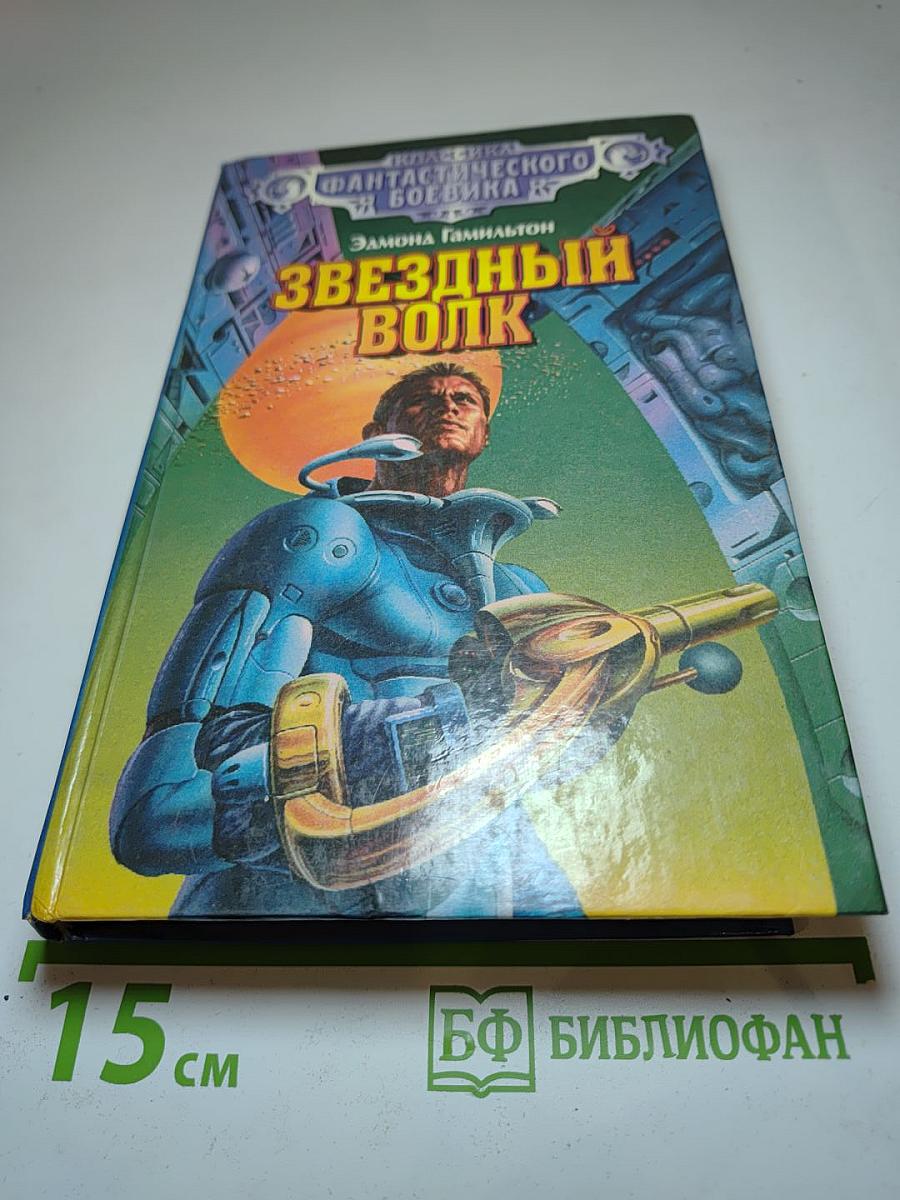 КЛАССИКА
ФАНТАСТИЧЕСКОГО
БОЕВИКА
Эдмонд Гамильтон
ЗВЕЗДНЫЙ
ВОЛК
15 см
БФ БИБЛИОФАН